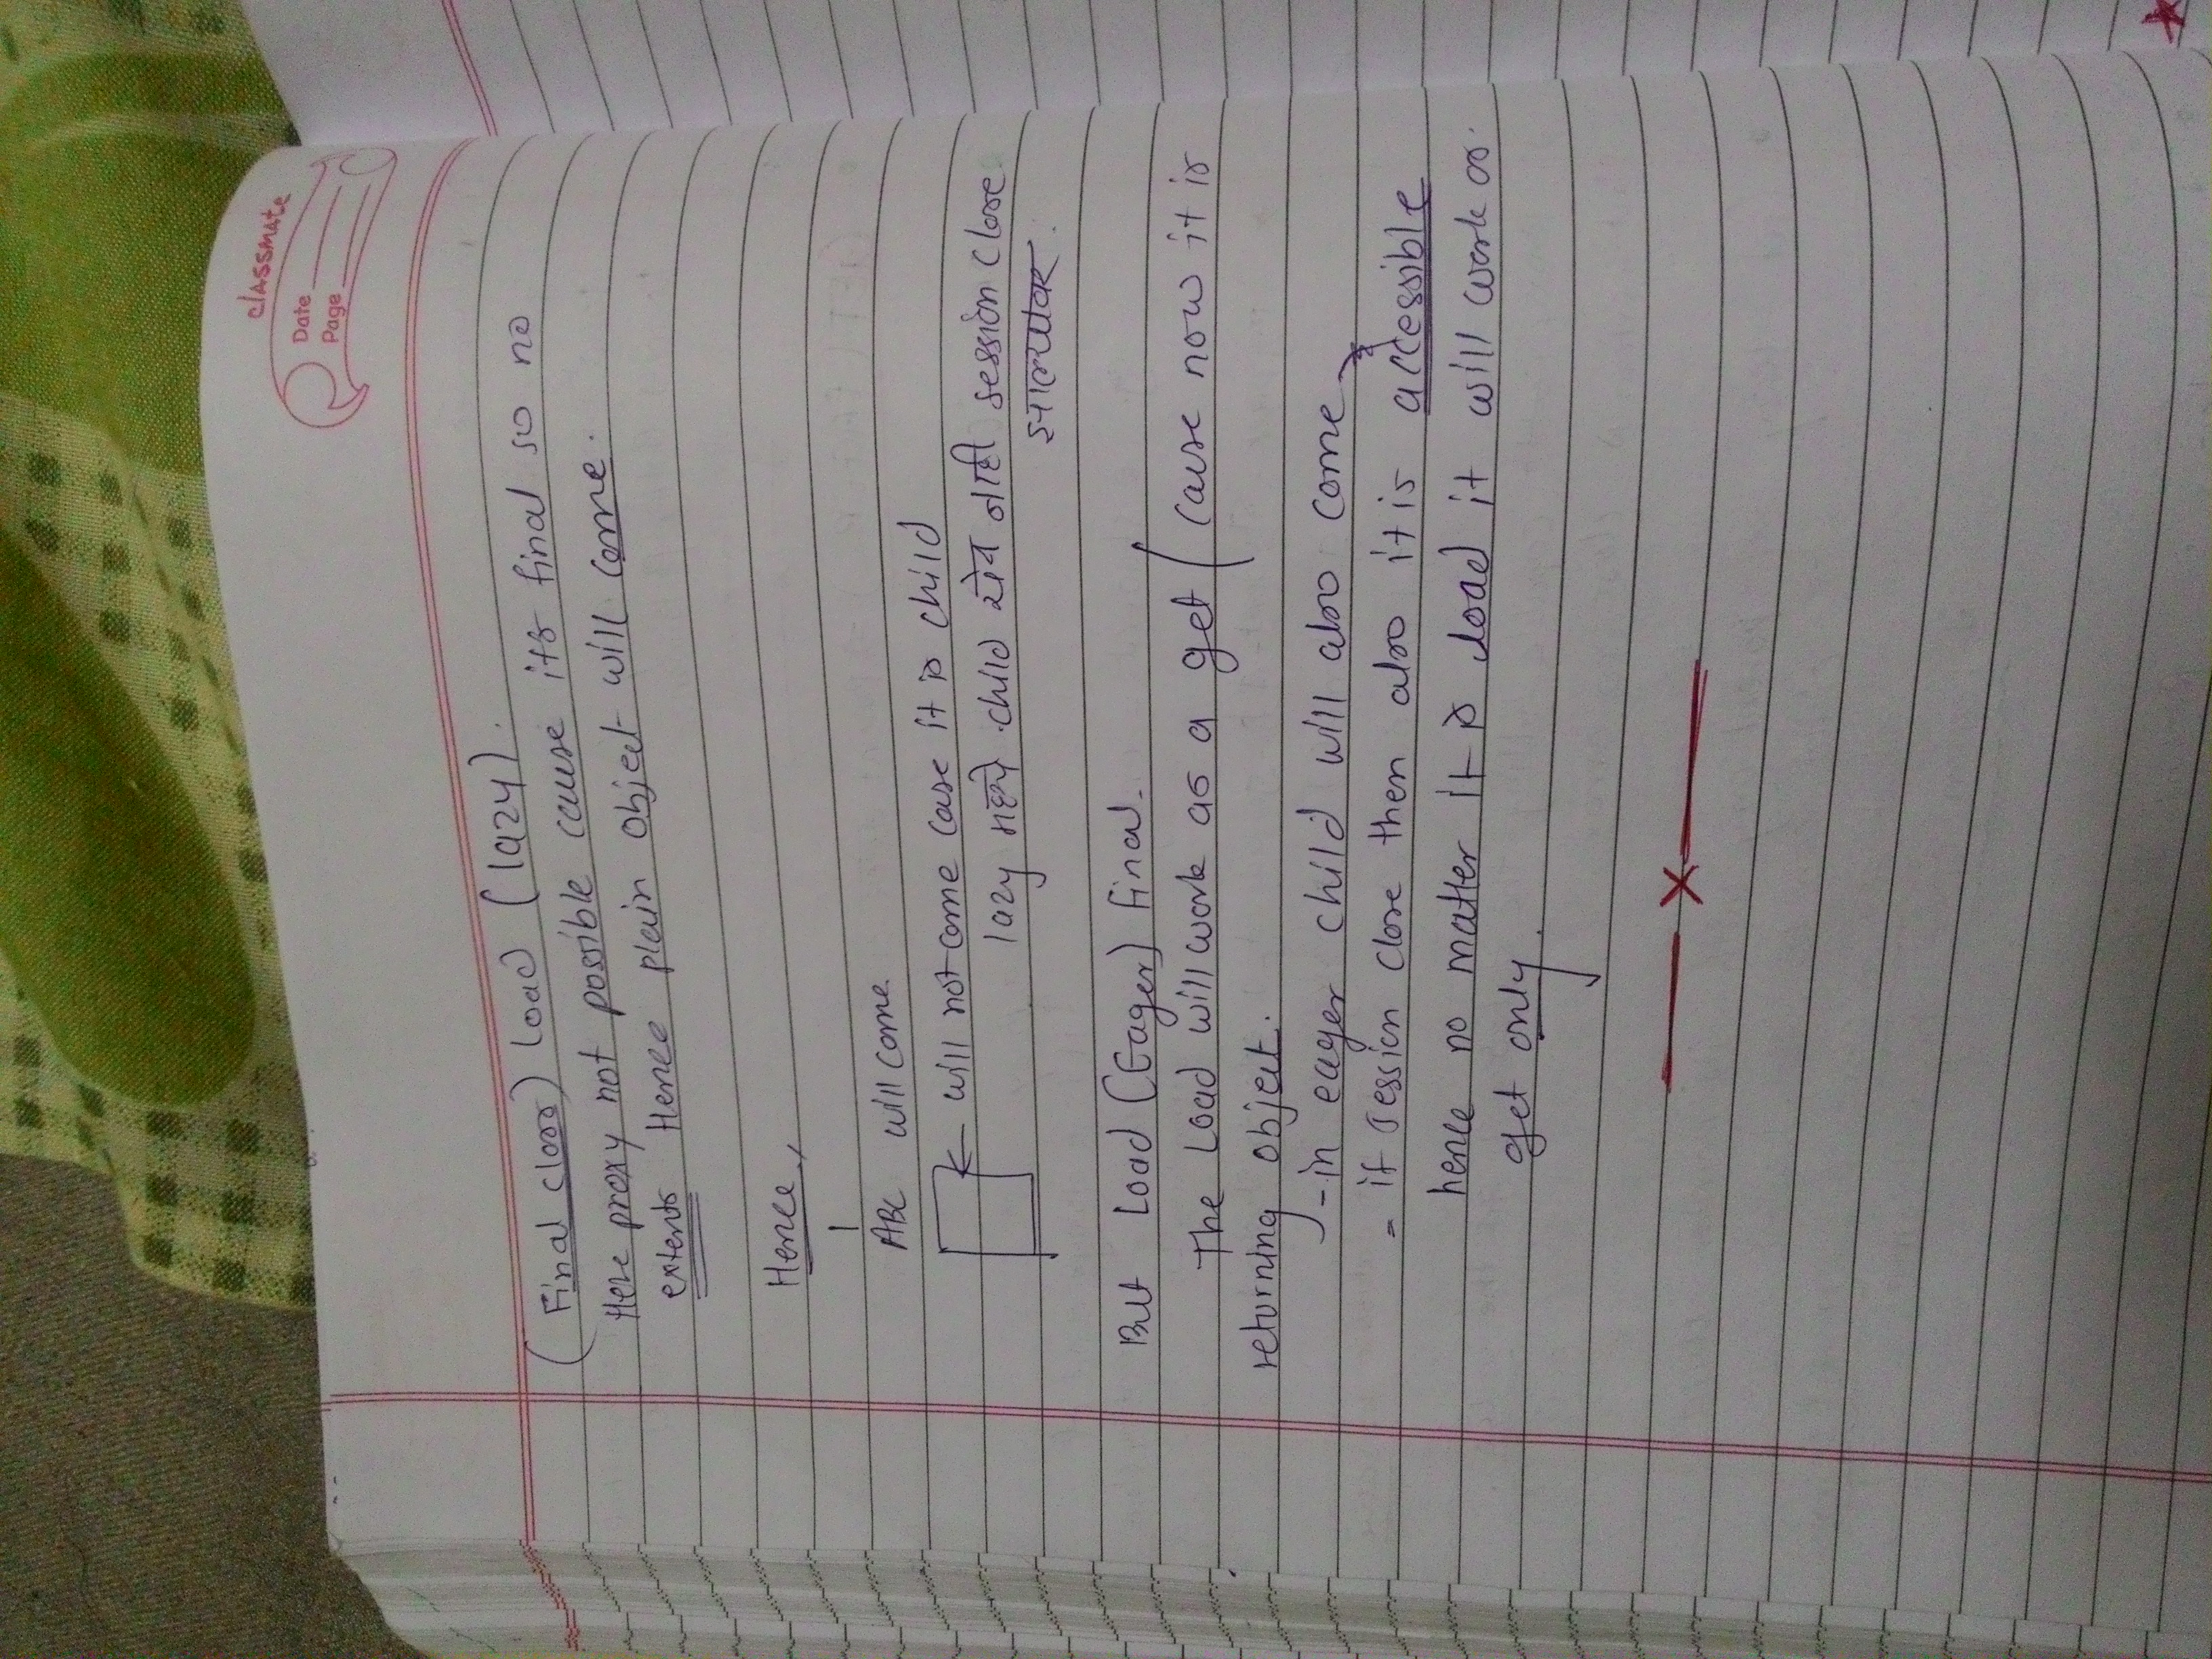 classmate
Date
Page
(Final class) Load (lazy).
Here proxy not possible cause its final so no
extents Hence plain object will come.
Hence,
1
ABC will come.
← will not come case it is child
lazy मध्ये child येत नाही session close
झाल्यावर.
But Load (Eager) final.
The Load will work as a get / cause now it is
returning object.
- in eager child will also come
- if session close then also it is accessible
hence no matter it is load it will work as
get only.
x